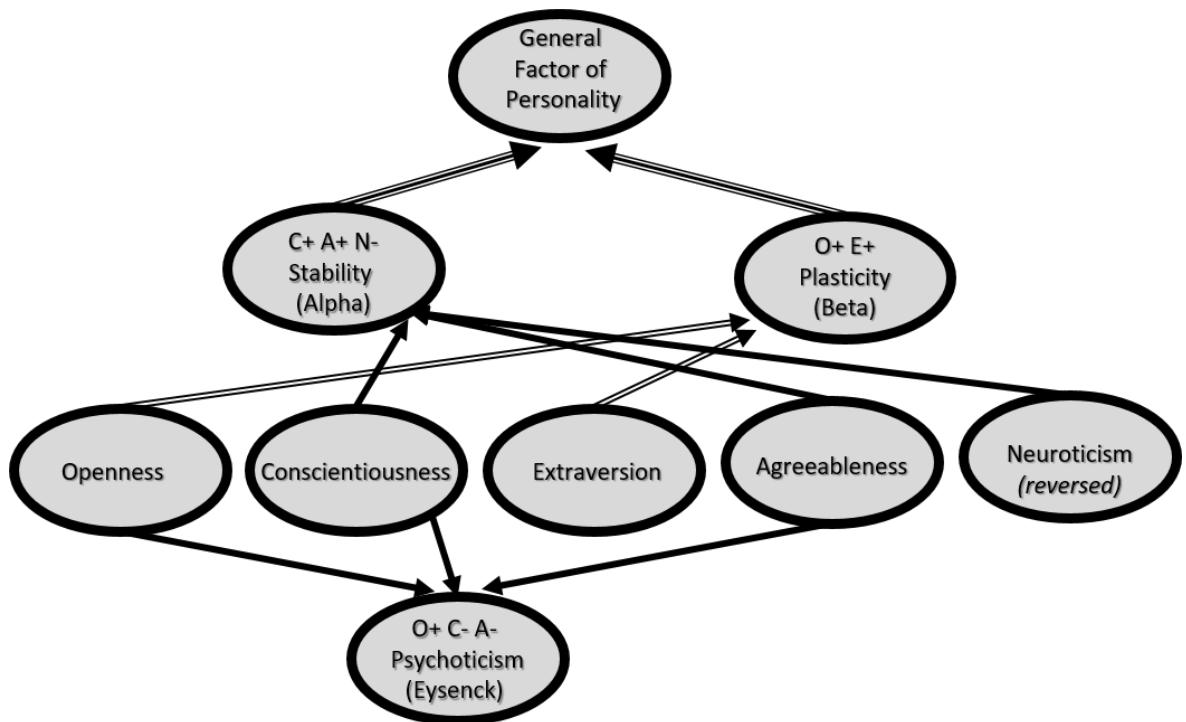 General
Factor of
Personality
C+ A+ N-
Stability
(Alpha)
O+ E+
Plasticity
(Beta)
Openness
Conscientiousness
Extraversion
Agreeableness
Neuroticism
(reversed)
O+ C- A-
Psychoticism
(Eysenck)